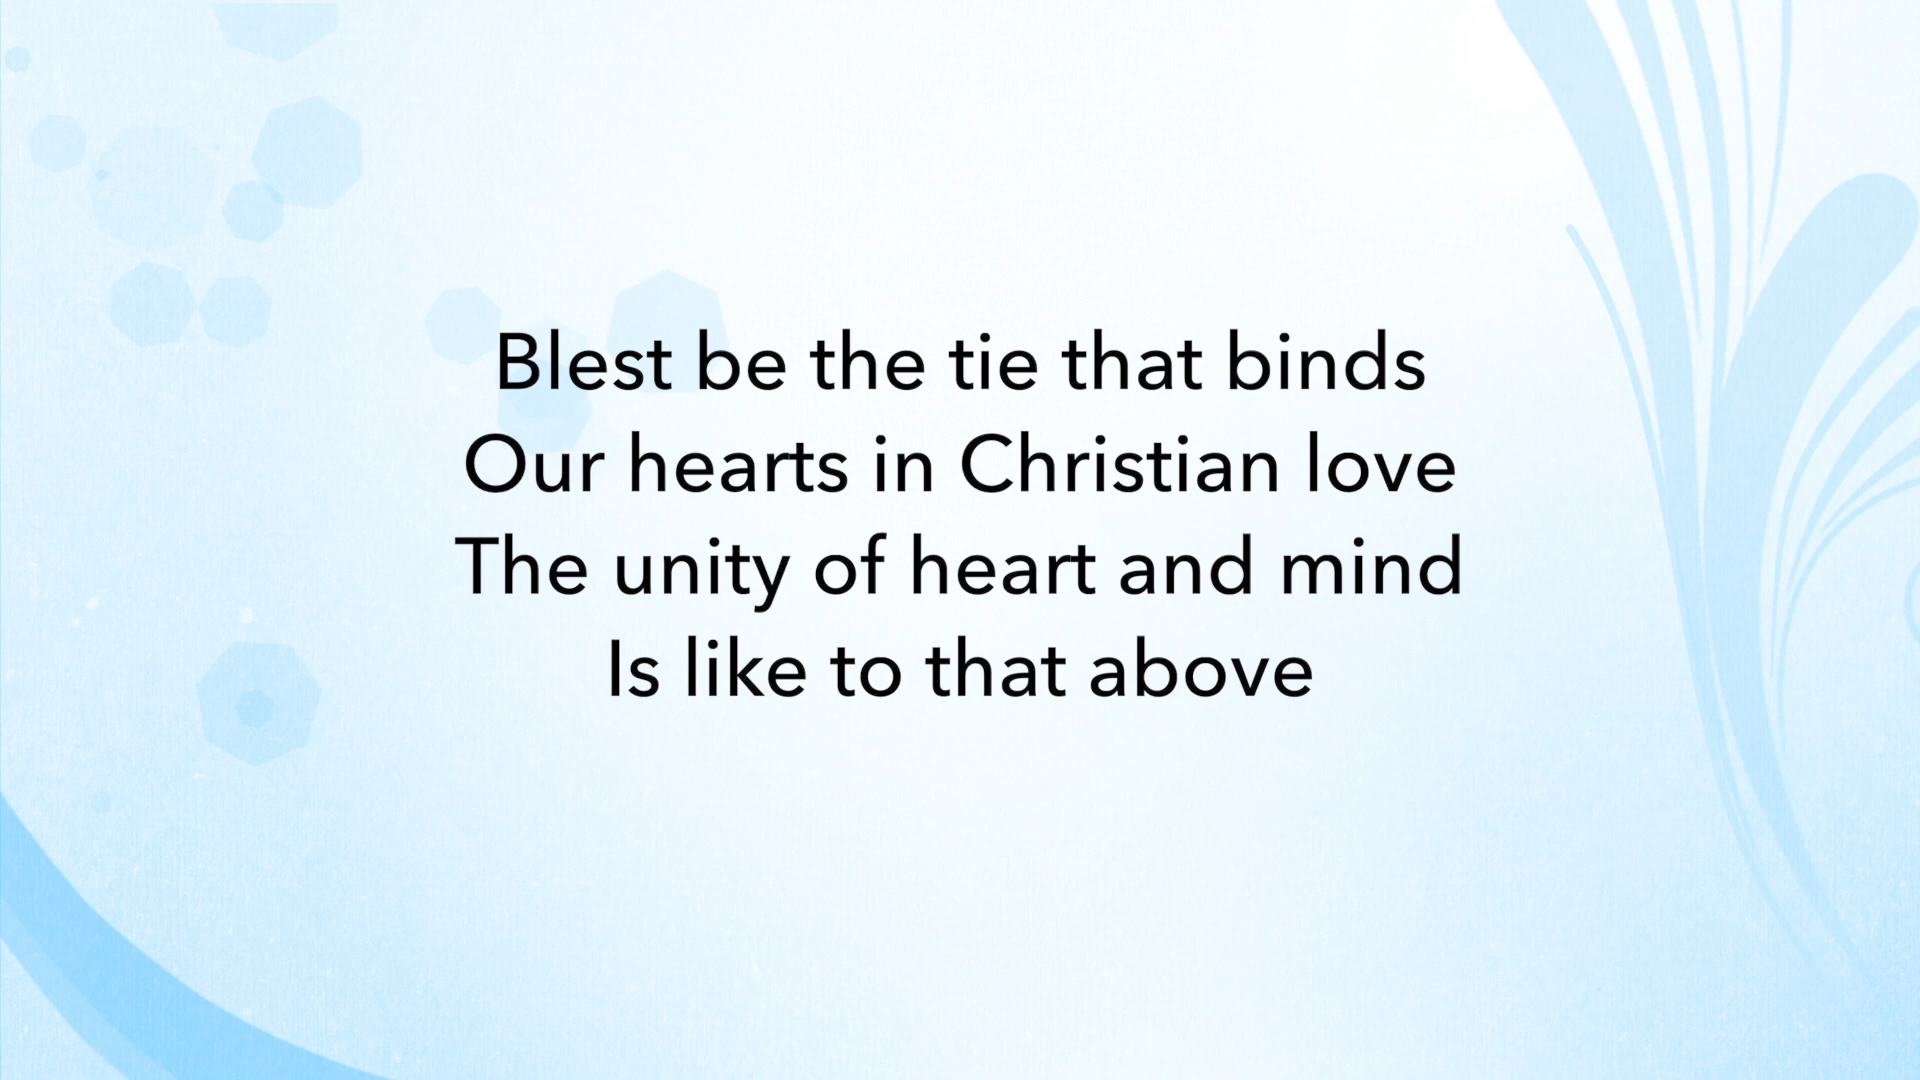 Blest be the tie that binds
Our hearts in Christian love
The unity of heart and mind
Is like to that above